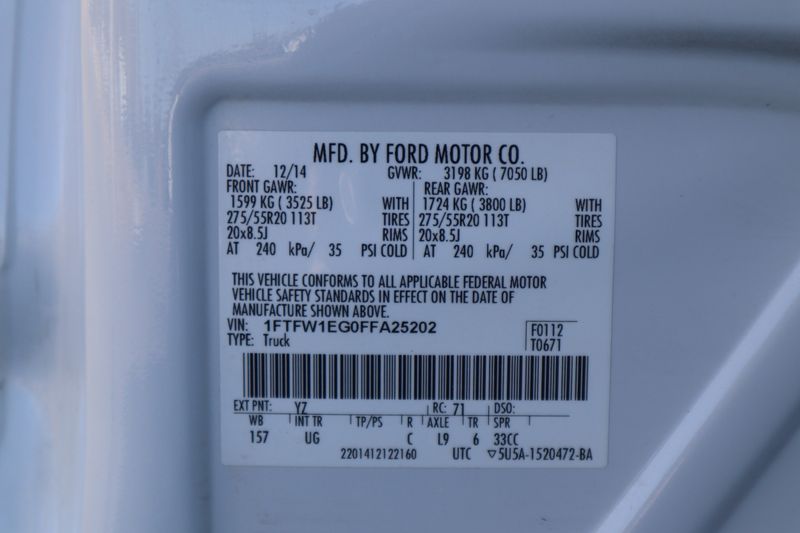 MFD. BY FORD MOTOR CO.
DATE: 12/14 GVWR: 3198 KG ( 7050 LB)
FRONT GAWR: REAR GAWR:
1599 KG ( 3525 LB) WITH 1724 KG ( 3800 LB) WITH
275/55R20 113T TIRES 275/55R20 113T TIRES
20x8.5J RIMS 20x8.5J RIMS
AT 240 kPa/ 35 PSI COLD AT 240 kPa/ 35 PSI COLD
THIS VEHICLE CONFORMS TO ALL APPLICABLE FEDERAL MOTOR
VEHICLE SAFETY STANDARDS IN EFFECT ON THE DATE OF
MANUFACTURE SHOWN ABOVE.
VIN: 1FTFW1EG0FFA25202 F0112
TYPE: Truck T0671
EXT PNT: YZ RC: 71 DSO:
WB INT TR TP/PS R AXLE TR SPR
157 UG C L9 6 33CC
2201412122160 UTC ▽5U5A-1520472-BA